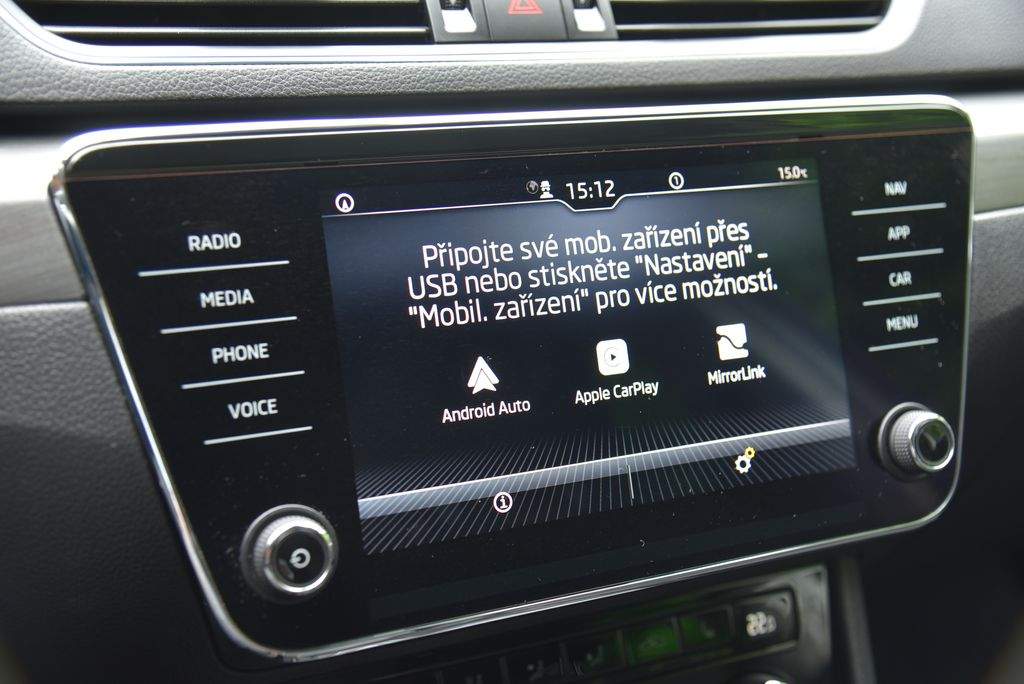 15:12
1
15.0°C
RADIO
MEDIA
PHONE
VOICE
Připojte své mob. zařízení přes
USB nebo stiskněte "Nastavení" -
"Mobil. zařízení" pro více možností.
Android Auto
Apple CarPlay
MirrorLink
i
NAV
APP
CAR
MENU